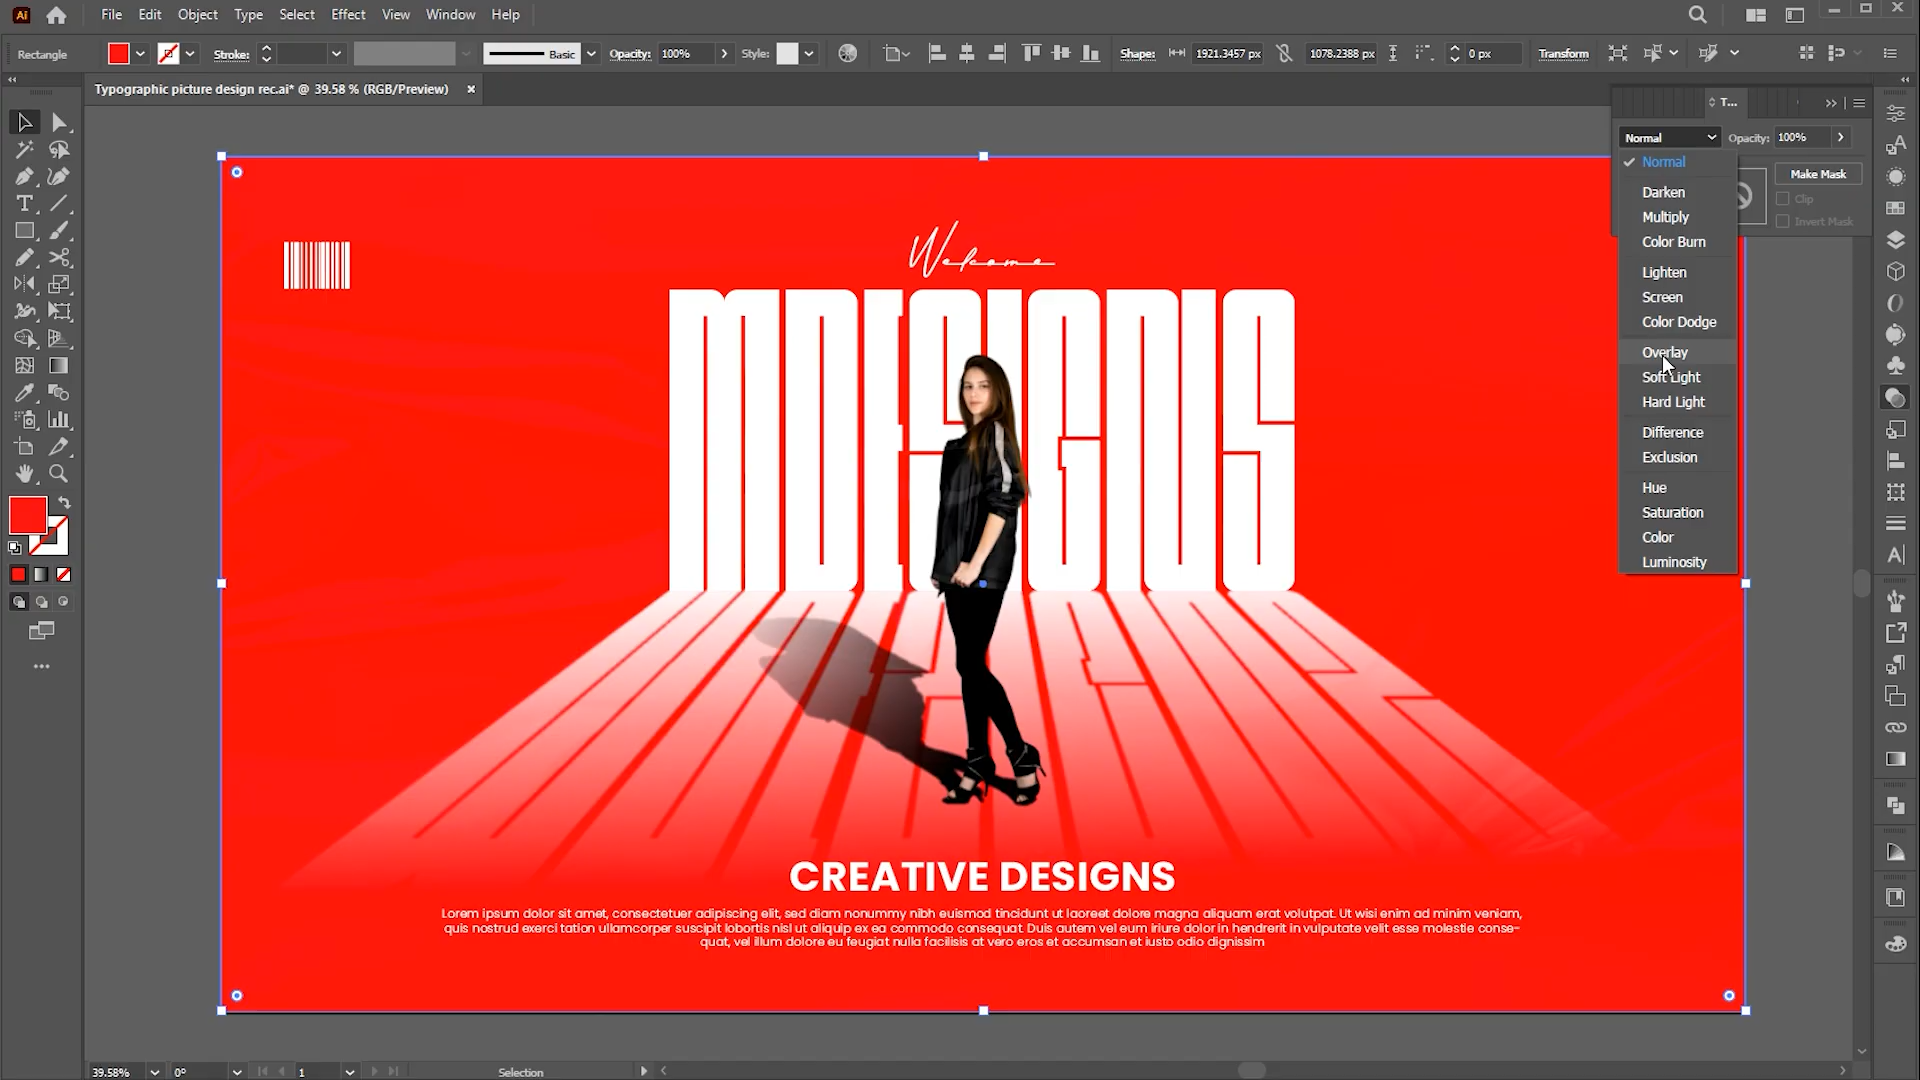 Ai File Edit Object Type Select Effect View Window Help
Rectangle Stroke: Basic Opacity: 100% Style: Shape: 1921.3457 px 1078.2388 px 0 px Transform
Typographic picture design rec.ai* @ 39.58 % (RGB/Preview) ×
T...
Normal Opacity: 100%
Normal
Darken
Multiply
Color Burn
Lighten
Screen
Color Dodge
Overlay
Soft Light
Hard Light
Difference
Exclusion
Hue
Saturation
Color
Luminosity
Make Mask
Clip
Invert Mask
Welcome
MDESIGNS
CREATIVE DESIGNS
Lorem ipsum dolor sit amet, consectetuer adipiscing elit, sed diam nonummy nibh euismod tincidunt ut laoreet dolore magna aliquam erat volutpat. Ut wisi enim ad minim veniam,
quis nostrud exerci tation ullamcorper suscipit lobortis nisl ut aliquip ex ea commodo consequat. Duis autem vel eum iriure dolor in hendrerit in vulputate velit esse molestie conse-
quat, vel illum dolore eu feugiat nulla facilisis at vero eros et accumsan et iusto odio dignissim
39.58% 0° 1 Selection